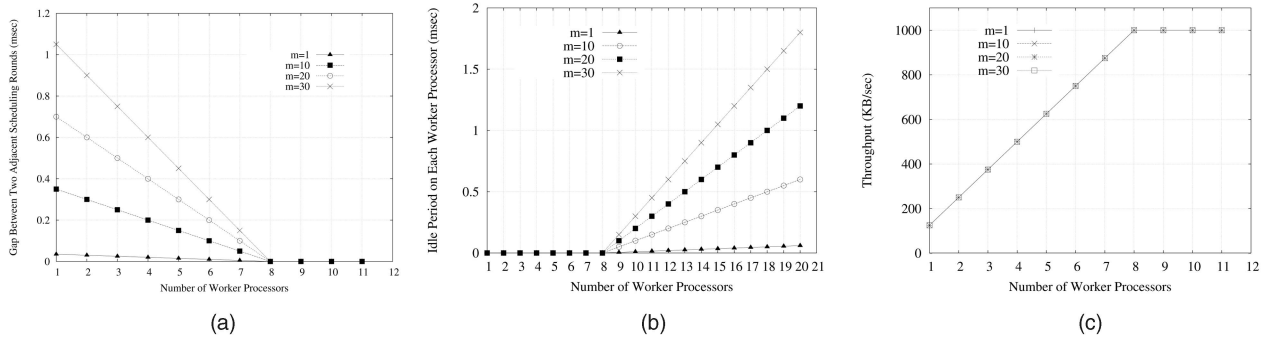 Gap Between Two Adjacent Scheduling Rounds (msec)
1.2
1
0.8
0.6
0.4
0.2
0
m=1
m=10
m=20
m=30
1 2 3 4 5 6 7 8 9 10 11 12
Number of Worker Processors
(a)
Idle Period on Each Worker Processor (msec)
2
1.5
1
0.5
0
m=1
m=10
m=20
m=30
1 2 3 4 5 6 7 8 9 10 11 12 13 14 15 16 17 18 19 20 21
Number of Worker Processors
(b)
Throughput (KB/sec)
1000
800
600
400
200
0
m=1
m=10
m=20
m=30
1 2 3 4 5 6 7 8 9 10 11 12
Number of Worker Processors
(c)